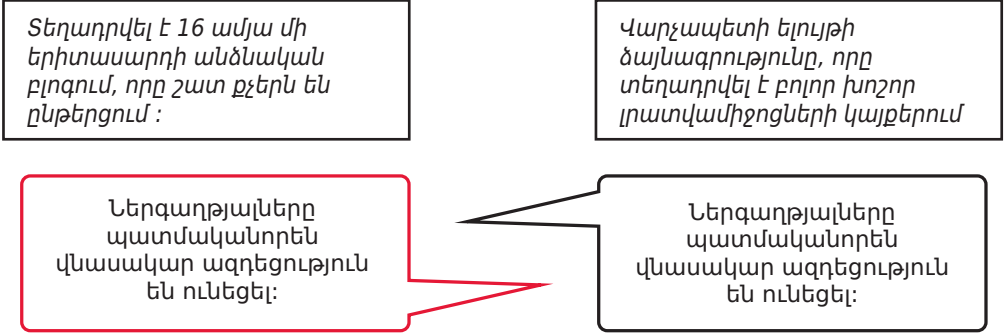 Տեղադրվել է 16 ամյա մի
երիտասարդի անձնական
բլոգում, որը շատ քչերն են
ընթերցում :
Վարչապետի ելույթի
ձայնագրությունը, որը
տեղադրվել է բոլոր խոշոր
լրատվամիջոցների կայքերում
Ներգաղթյալները
պատմականորեն
վնասակար ազդեցություն
են ունեցել:
Ներգաղթյալները
պատմականորեն
վնասակար ազդեցություն
են ունեցել: